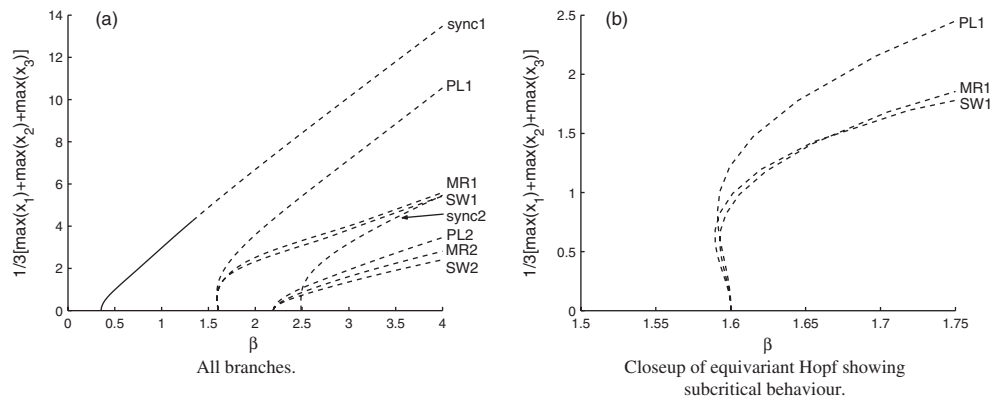 (a)
1/3[max(x1)+max(x2)+max(x3)]
14
12
10
8
6
4
2
0
0
0.5
1
1.5
2
2.5
3
3.5
4
β
sync1
PL1
MR1
SW1
sync2
PL2
MR2
SW2
All branches.
(b)
1/3[max(x1)+max(x2)+max(x3)]
2.5
2
1.5
1
0.5
0
1.5
1.55
1.6
1.65
1.7
1.75
β
PL1
MR1
SW1
Closeup of equivariant Hopf showing
subcritical behaviour.